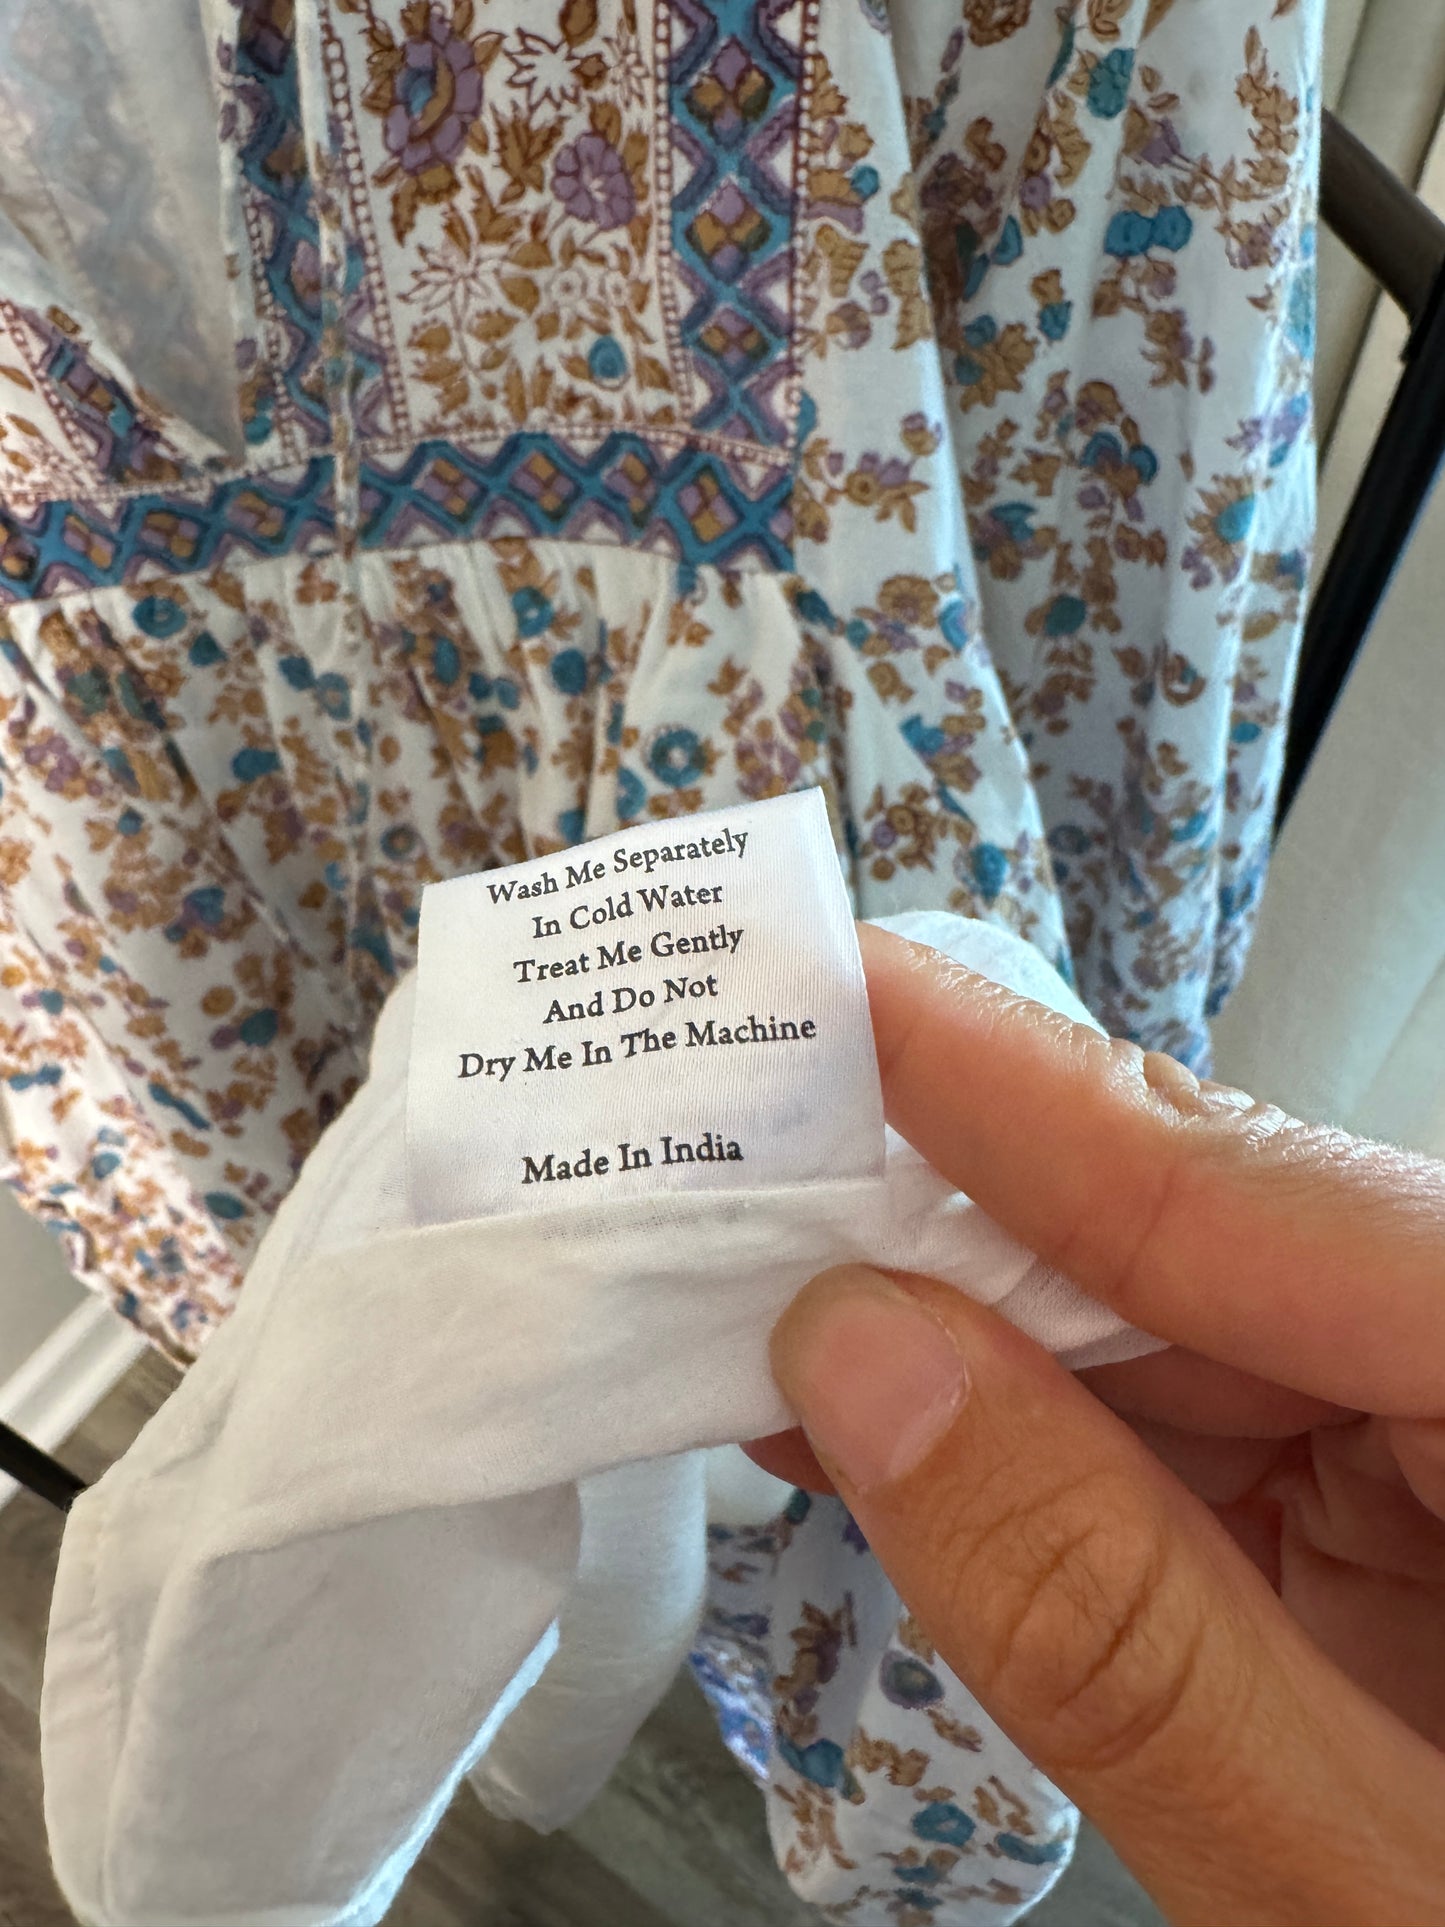 Wash Me Separately
In Cold Water
Treat Me Gently
And Do Not
Dry Me In The Machine
Made In India